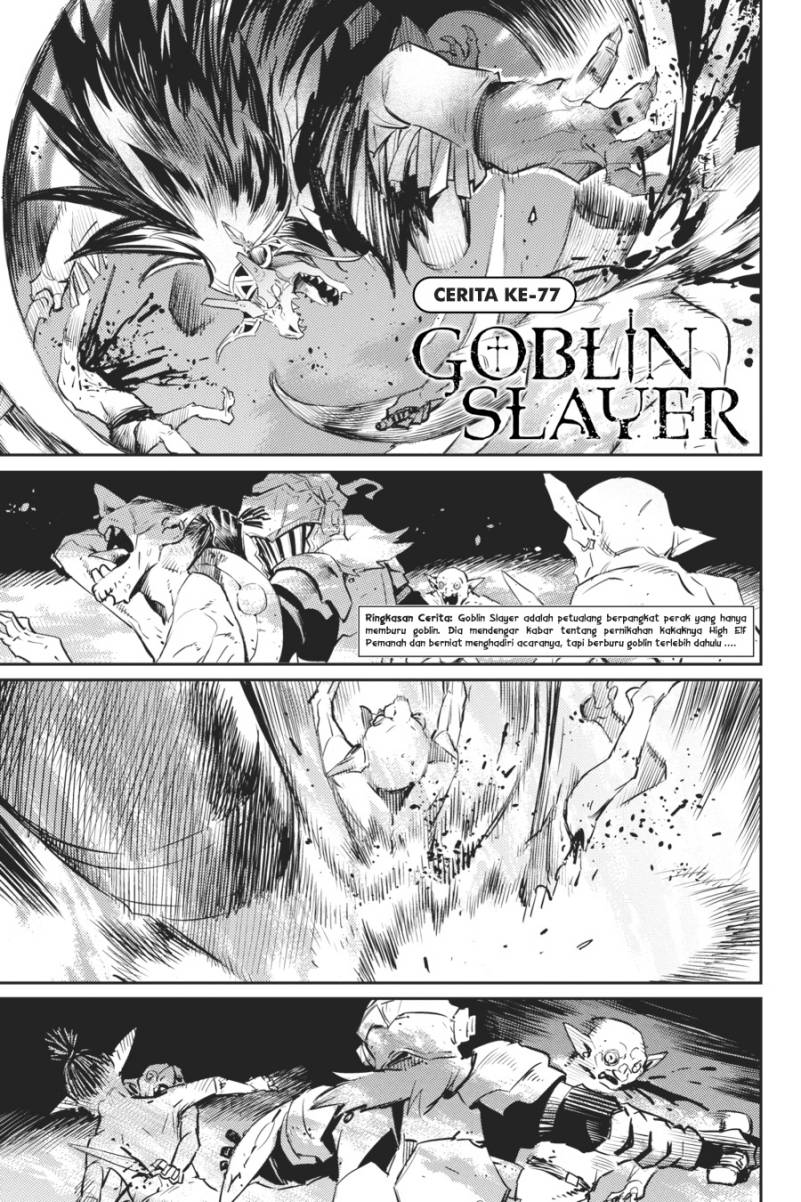 CERITA KE-77
GOBLIN
SLAYER
Ringkasan Cerita: Goblin Slayer adalah petualang berpangkat perak yang hanya
memburu goblin. Dia mendengar kabar tentang pernikahan kakaknya High Elf
Pemanah dan berniat menghadiri acaranya, tapi berburu goblin terlebih dahulu ....